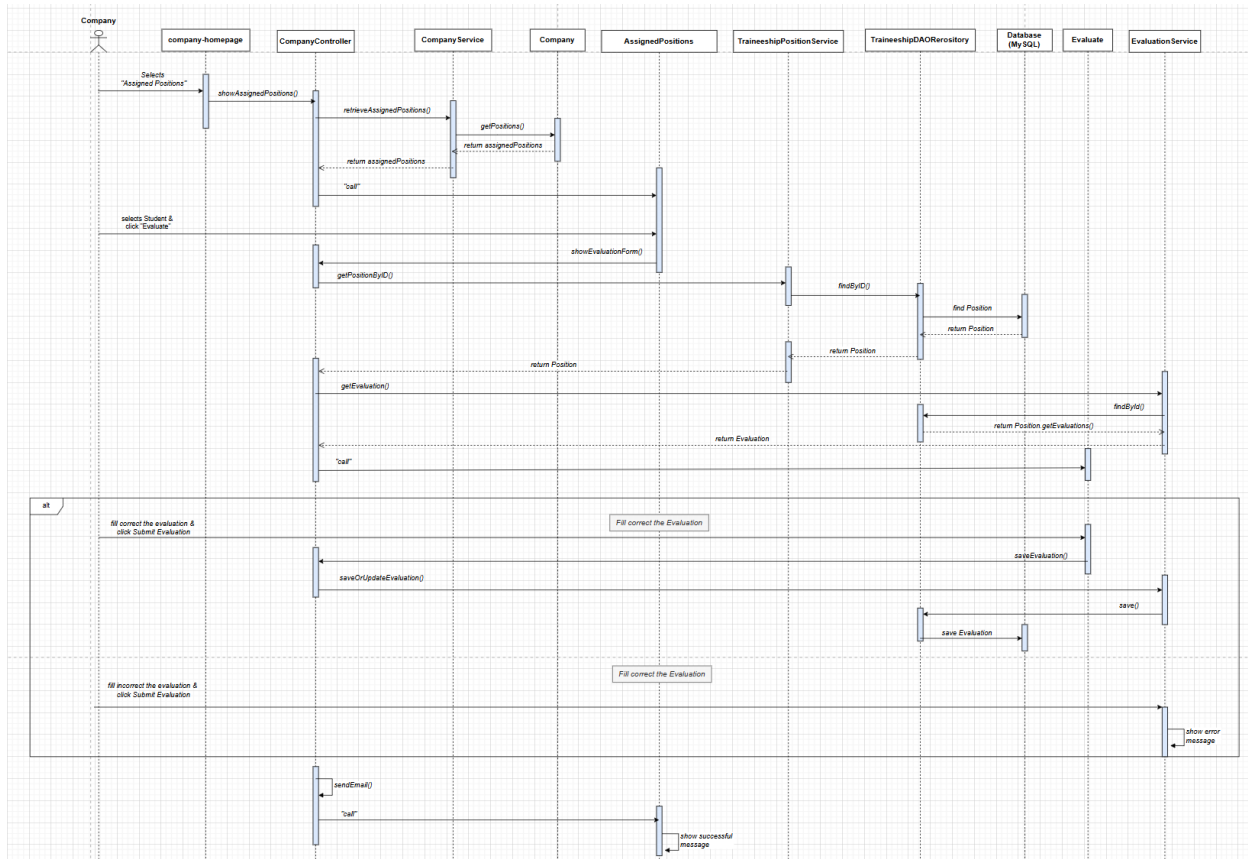 Company
company-homepage
CompanyController
CompanyService
Company
AssignedPositions
TraineeshipPositionService
TraineeshipDAORerository
Database
(MySQL)
Evaluate
EvaluationService
Selects
"Assigned Positions"
showAssignedPositions()
retrieveAssignedPositions()
getPositions()
return assignedPositions
return assignedPositions
"call"
selects Student &
click "Evaluate"
showEvaluationForm()
getPositionByID()
findByID()
find Position
return Position
return Position
return Position
getEvaluation()
findById()
return Position.getEvaluations()
return Evaluation
"call"
alt
fill correct the evaluation &
click Submit Evaluation
Fill correct the Evaluation
saveEvaluation()
saveOrUpdateEvaluation()
save()
save Evaluation
Fill correct the Evaluation
fill incorrect the evaluation &
click Submit Evaluation
show error
message
sendEmail()
"call"
show successful
message